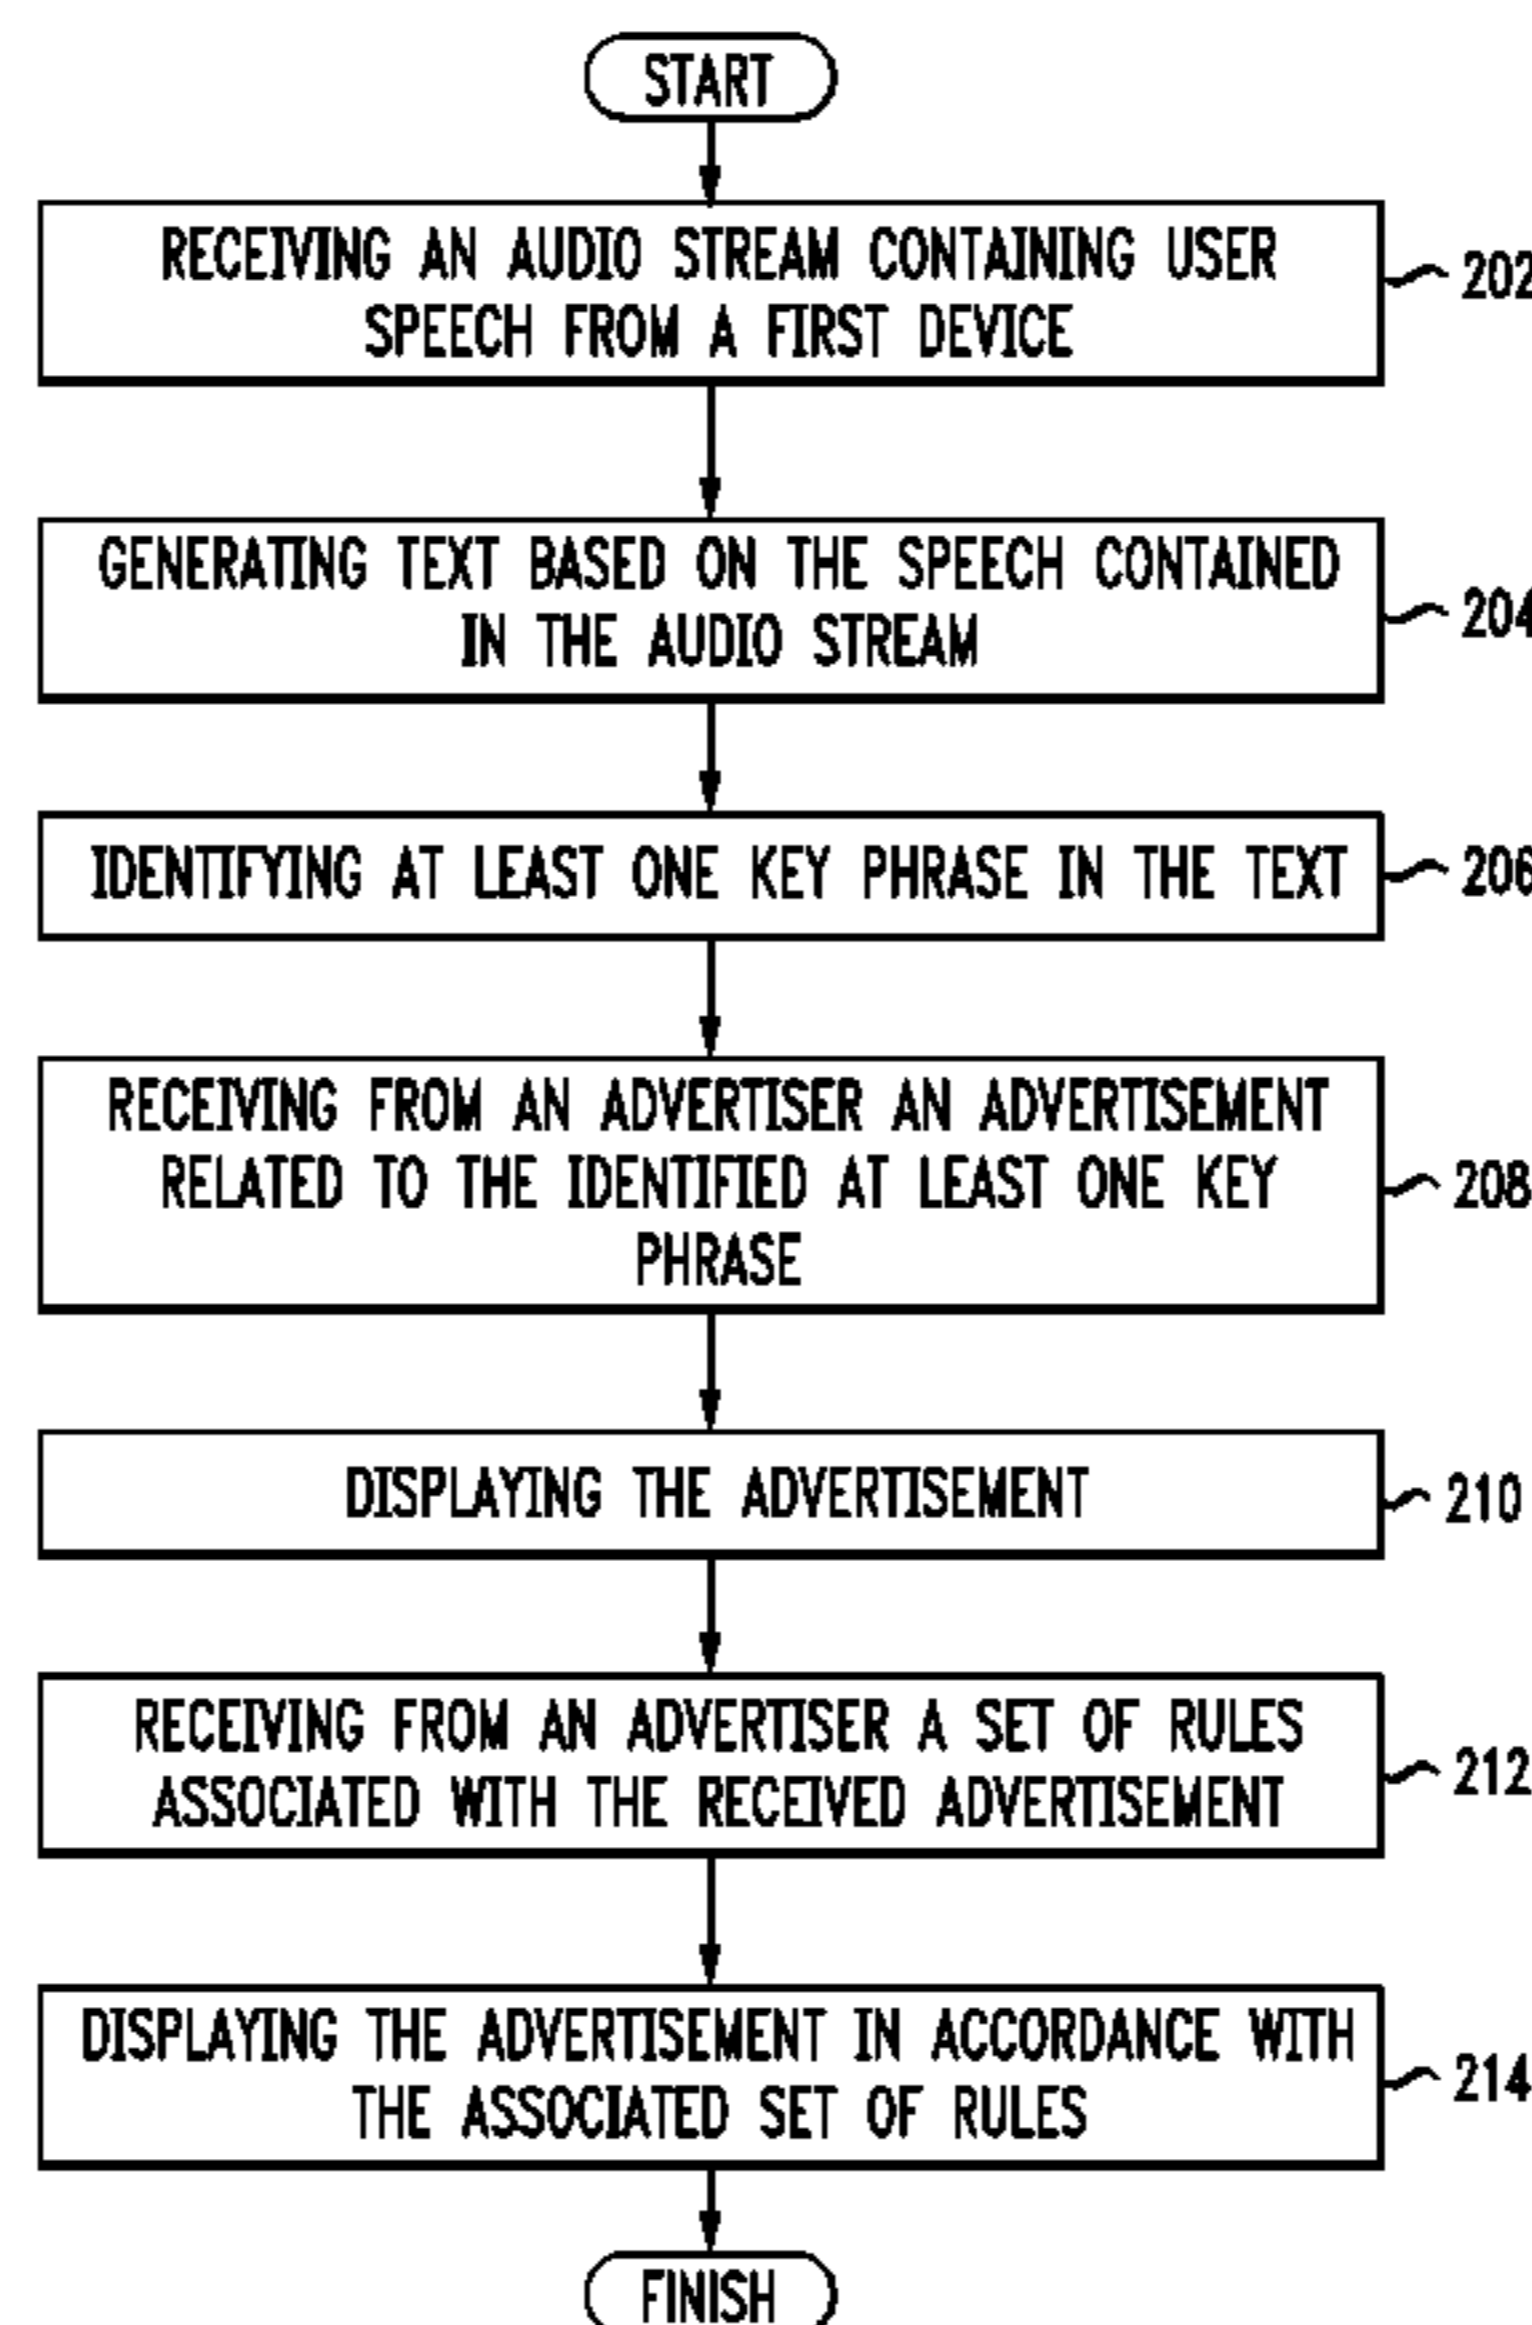 START
RECEIVING AN AUDIO STREAM CONTAINING USER
SPEECH FROM A FIRST DEVICE
202
GENERATING TEXT BASED ON THE SPEECH CONTAINED
IN THE AUDIO STREAM
204
IDENTIFYING AT LEAST ONE KEY PHRASE IN THE TEXT
206
RECEIVING FROM AN ADVERTISER AN ADVERTISEMENT
RELATED TO THE IDENTIFIED AT LEAST ONE KEY
PHRASE
208
DISPLAYING THE ADVERTISEMENT
210
RECEIVING FROM AN ADVERTISER A SET OF RULES
ASSOCIATED WITH THE RECEIVED ADVERTISEMENT
212
DISPLAYING THE ADVERTISEMENT IN ACCORDANCE WITH
THE ASSOCIATED SET OF RULES
214
FINISH